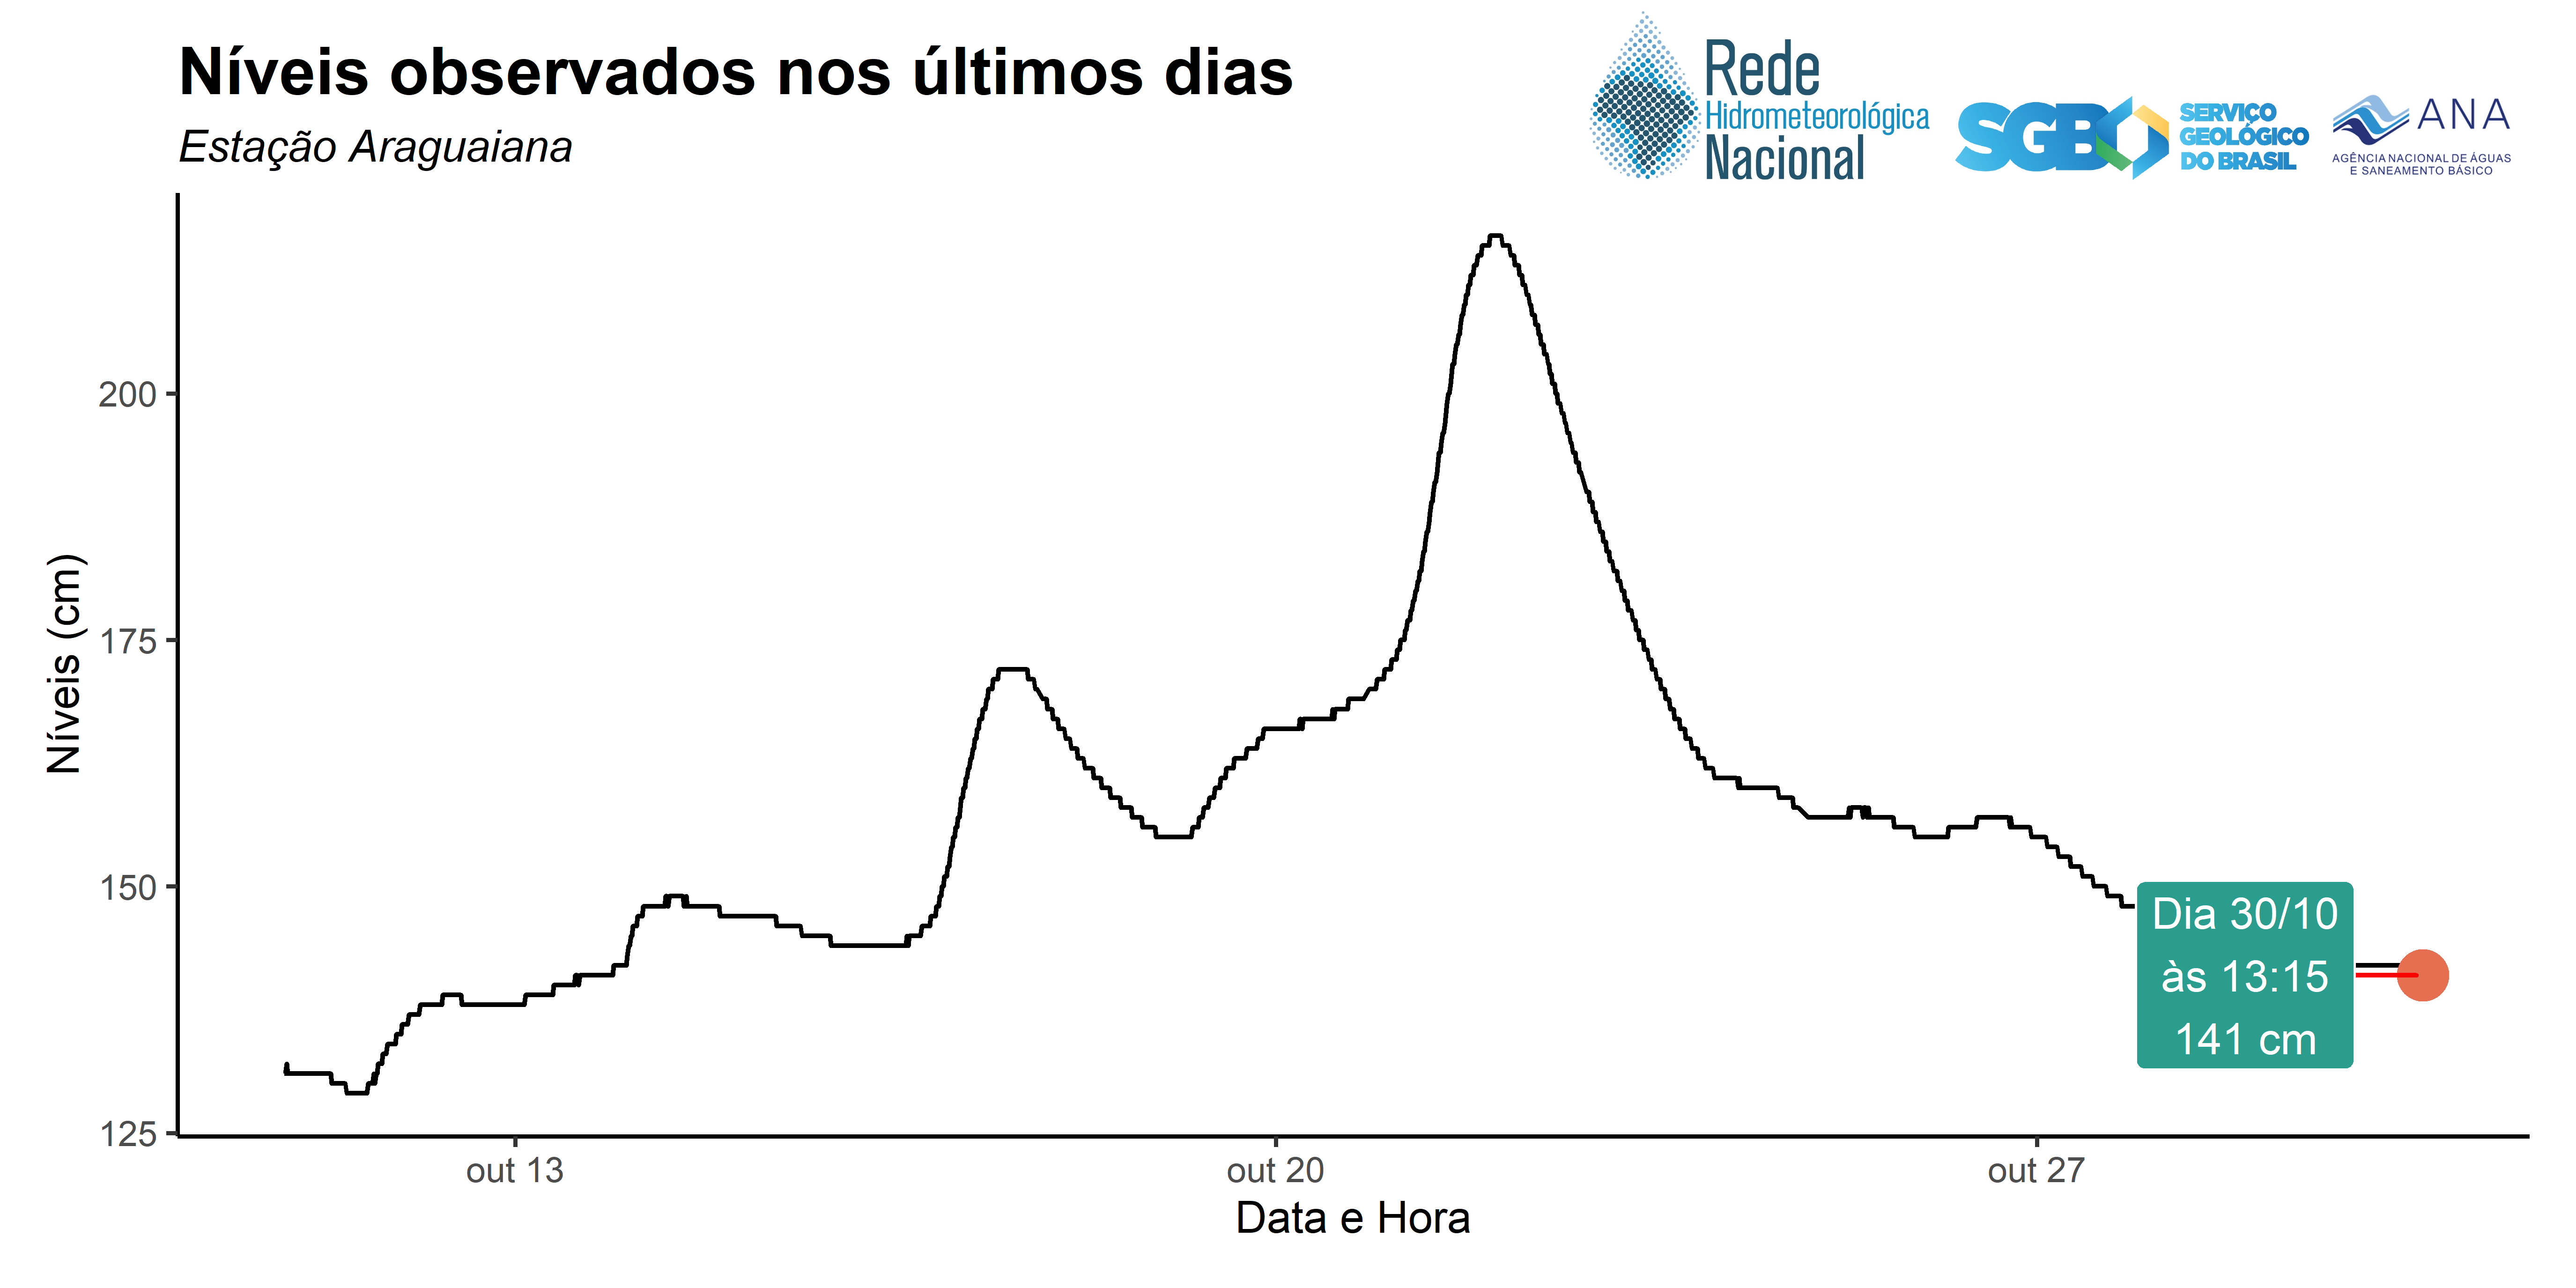 Níveis observados nos últimos dias
Estação Araguaiana
Rede
Hidrometeorológica
Nacional
SGB
SERVIÇO
GEOLÓGICO
DO BRASIL
ANA
AGÊNCIA NACIONAL DE ÁGUAS
E SANEAMENTO BÁSICO
Níveis (cm)
200
175
150
125
Dia 30/10
às 13:15
141 cm
out 13
out 20
out 27
Data e Hora